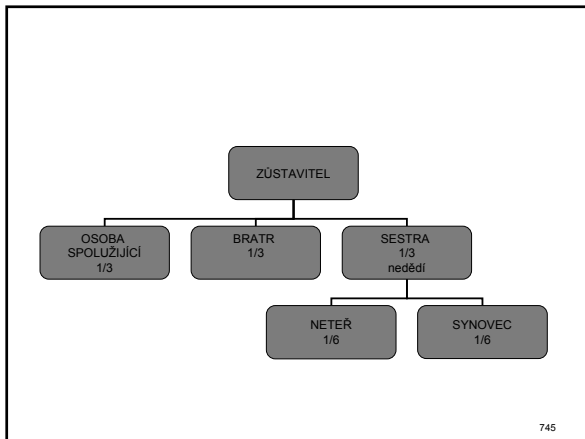 ZŮSTAVITEL
OSOBA
SPOLUŽIJÍCÍ
1/3
BRATR
1/3
SESTRA
1/3
nedědí
NETEŘ
1/6
SYNOVEC
1/6
745